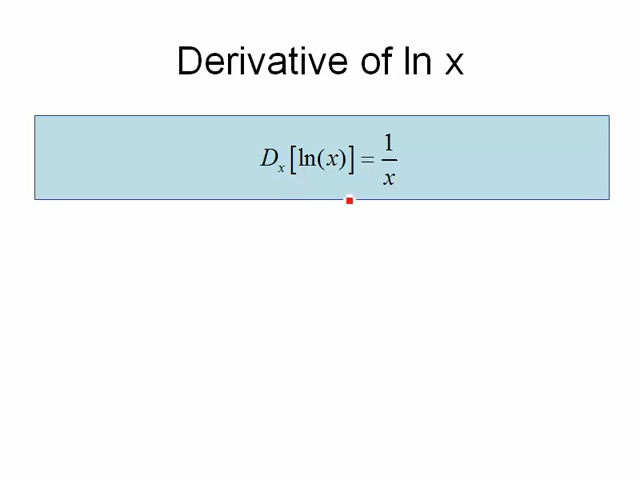 Derivative of ln x
D_x [ln(x)] = 1/x